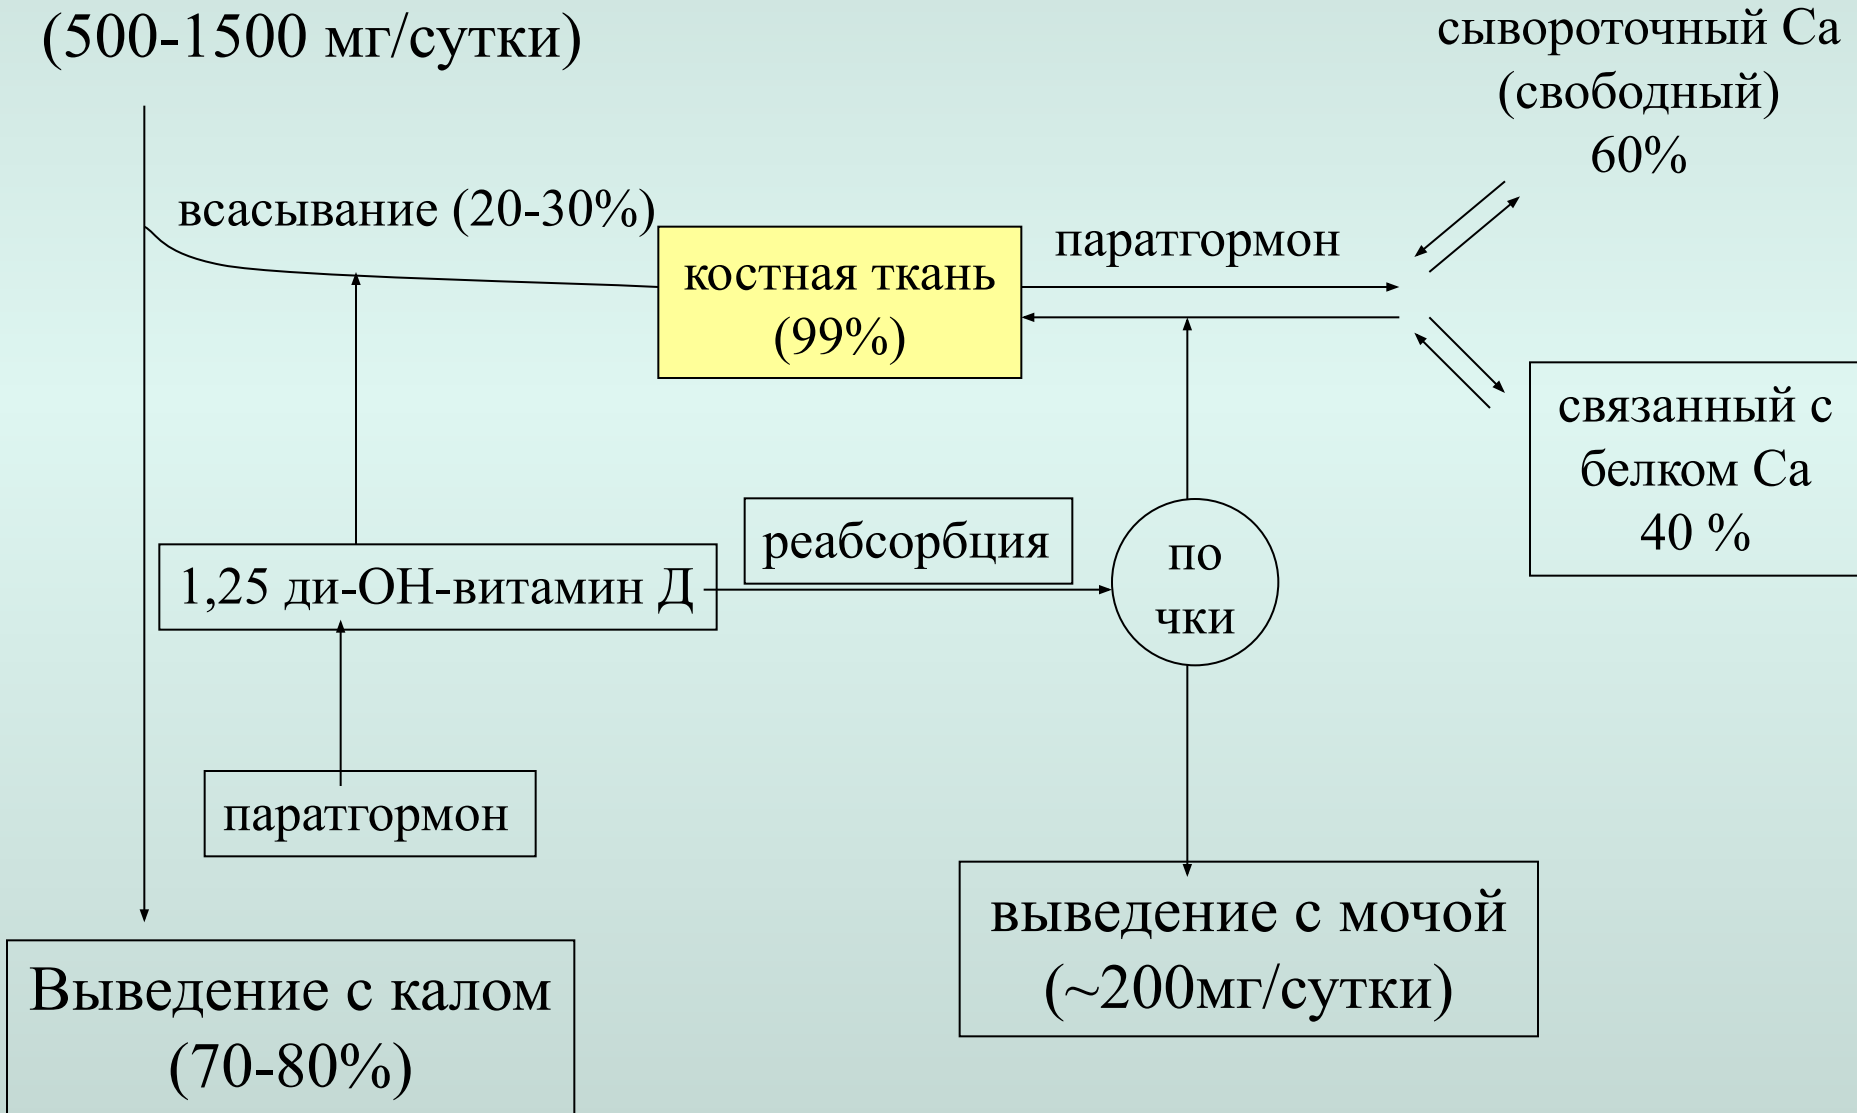 (500-1500 мг/сутки)
сывороточный Са
(свободный)
60%
всасывание (20-30%)
паратгормон
костная ткань
(99%)
связанный с
белком Са
40 %
реабсорбция
по
чки
1,25 ди-ОН-витамин Д
паратгормон
выведение с мочой
(~200мг/сутки)
Выведение с калом
(70-80%)